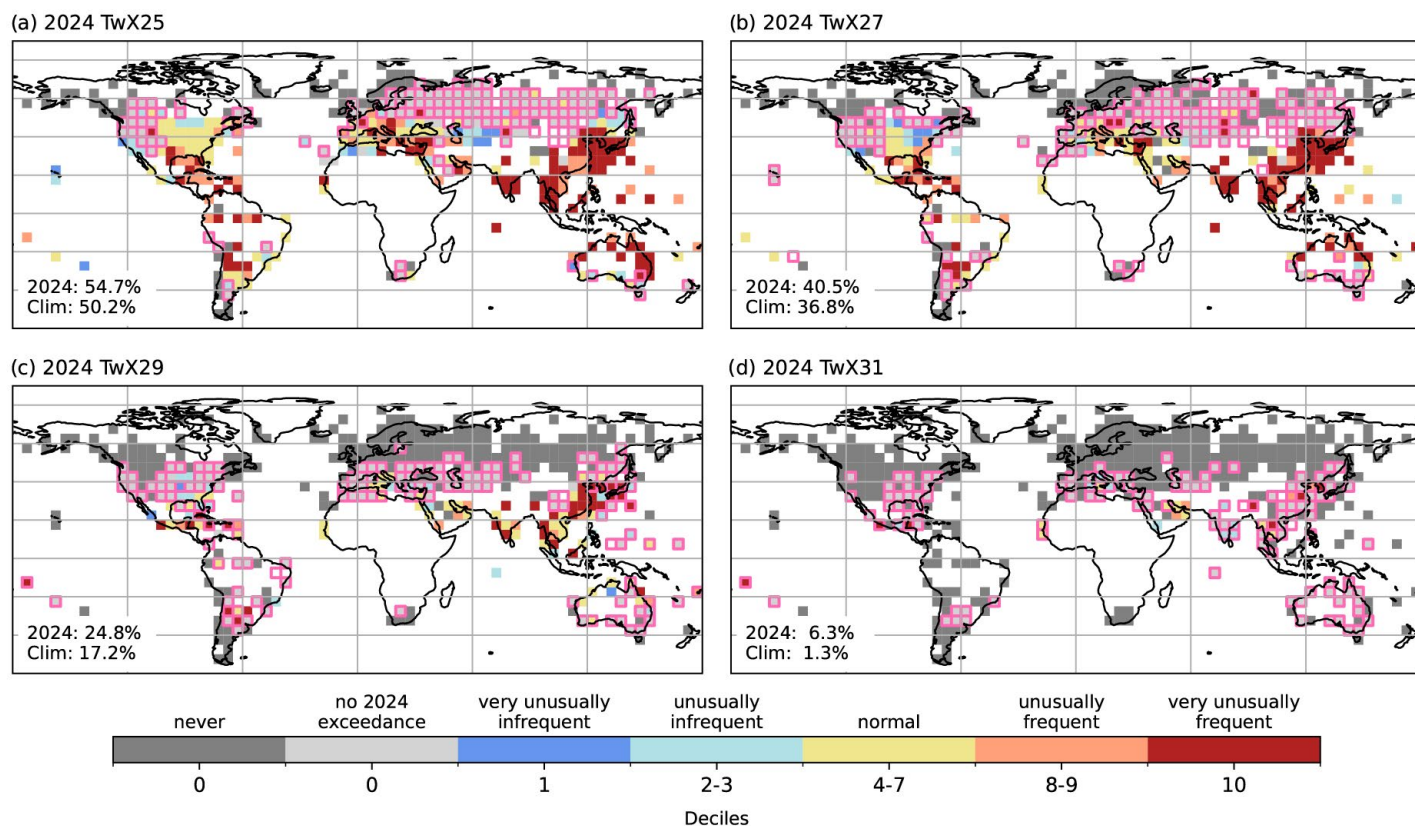 (a) 2024 TwX25
(b) 2024 TwX27
2024: 54.7%
Clim: 50.2%
2024: 40.5%
Clim: 36.8%
(c) 2024 TwX29
(d) 2024 TwX31
2024: 24.8%
Clim: 17.2%
2024: 6.3%
Clim: 1.3%
never
no 2024
exceedance
very unusually
infrequent
unusually
infrequent
normal
unusually
frequent
very unusually
frequent
0
0
1
2-3
4-7
8-9
10
Deciles